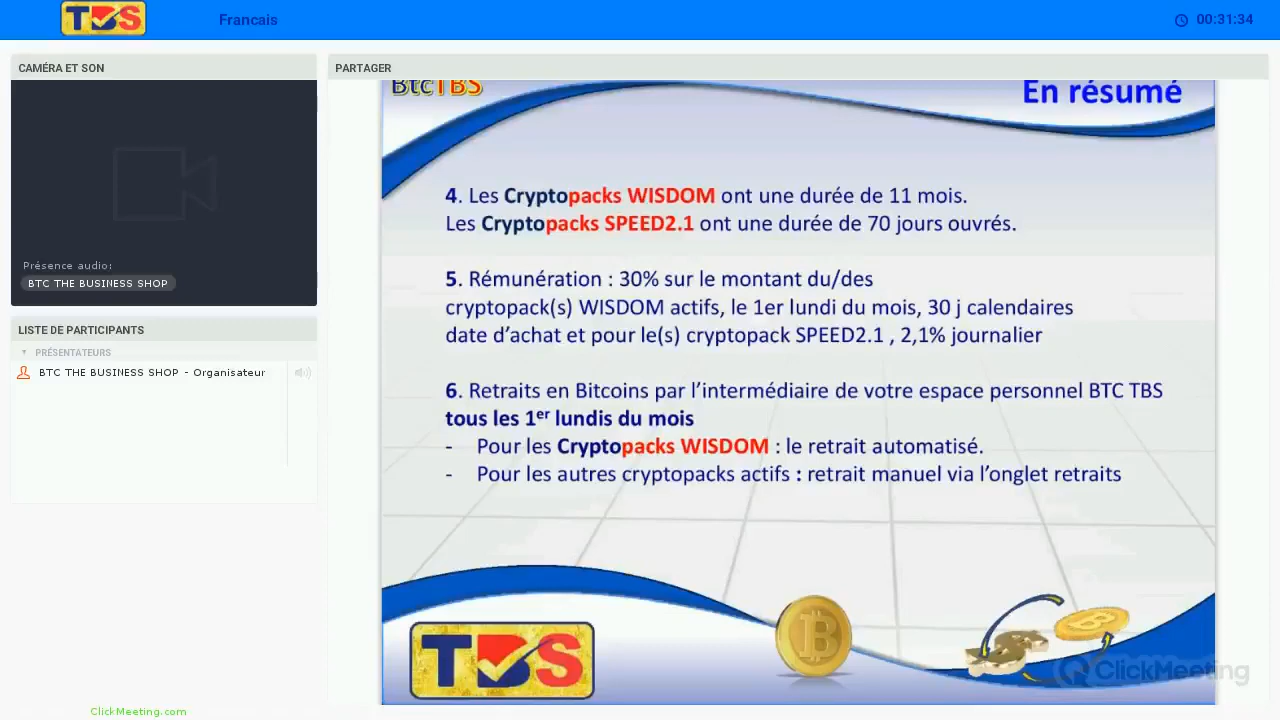 TBS
Francais
00:31:34
CAMÉRA ET SON
Présence audio:
BTC THE BUSINESS SHOP
LISTE DE PARTICIPANTS
PRÉSENTATEURS
BTC THE BUSINESS SHOP - Organisateur
PARTAGER
BtcTBS
En résumé
4. Les Cryptopacks WISDOM ont une durée de 11 mois.
Les Cryptopacks SPEED2.1 ont une durée de 70 jours ouvrés.
5. Rémunération : 30% sur le montant du/des
cryptopack(s) WISDOM actifs, le 1er lundi du mois, 30 j calendaires
date d’achat et pour le(s) cryptopack SPEED2.1 , 2,1% journalier
6. Retraits en Bitcoins par l’intermédiaire de votre espace personnel BTC TBS
tous les 1er lundis du mois
- Pour les Cryptopacks WISDOM : le retrait automatisé.
- Pour les autres cryptopacks actifs : retrait manuel via l’onglet retraits
TBS
ClickMeeting
ClickMeeting.com